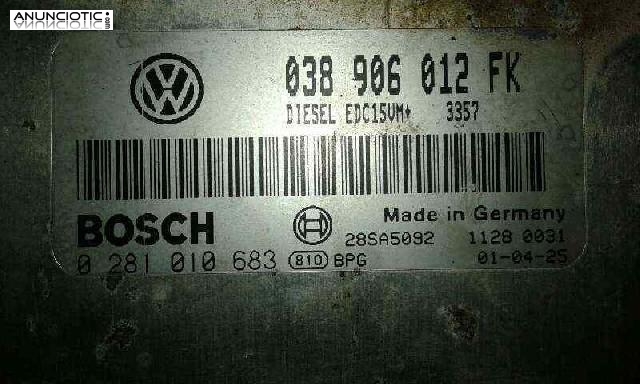 ANUNCIOTIC
.com
038 906 012 FK
DIESEL EDC15VM+ 3357
BOSCH
Made in Germany
28SA5092 1128 0031
0 281 010 683 810 BPG 01-04-25